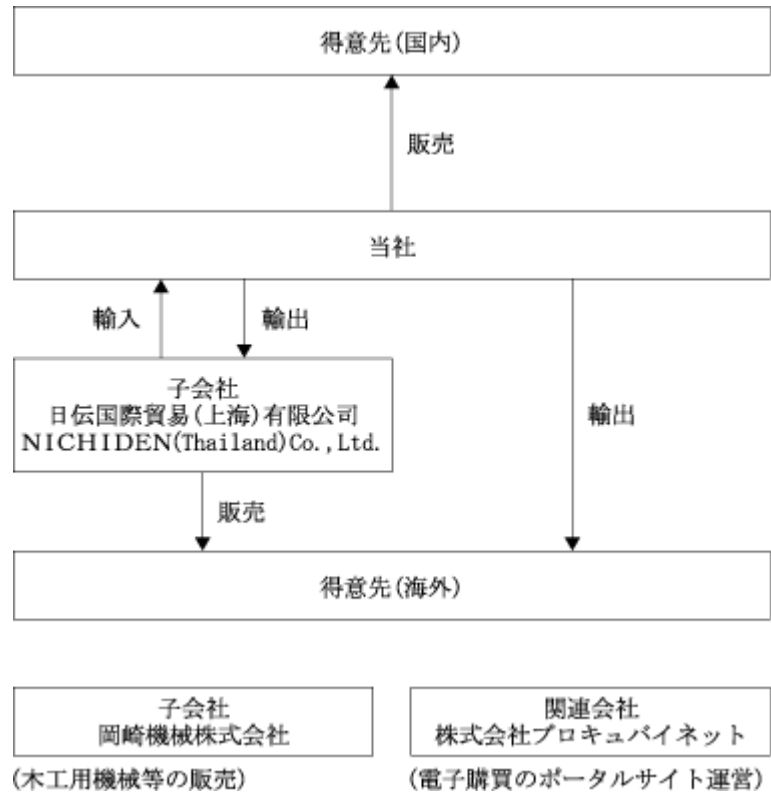 得意先(国内)
販売
当社
輸入
輸出
子会社
日伝国際貿易(上海)有限公司
NICHIDEN(Thailand)Co.,Ltd.
輸出
販売
得意先(海外)
子会社
岡崎機械株式会社
(木工用機械等の販売)
関連会社
株式会社プロキュバイネット
(電子購買のポータルサイト運営)